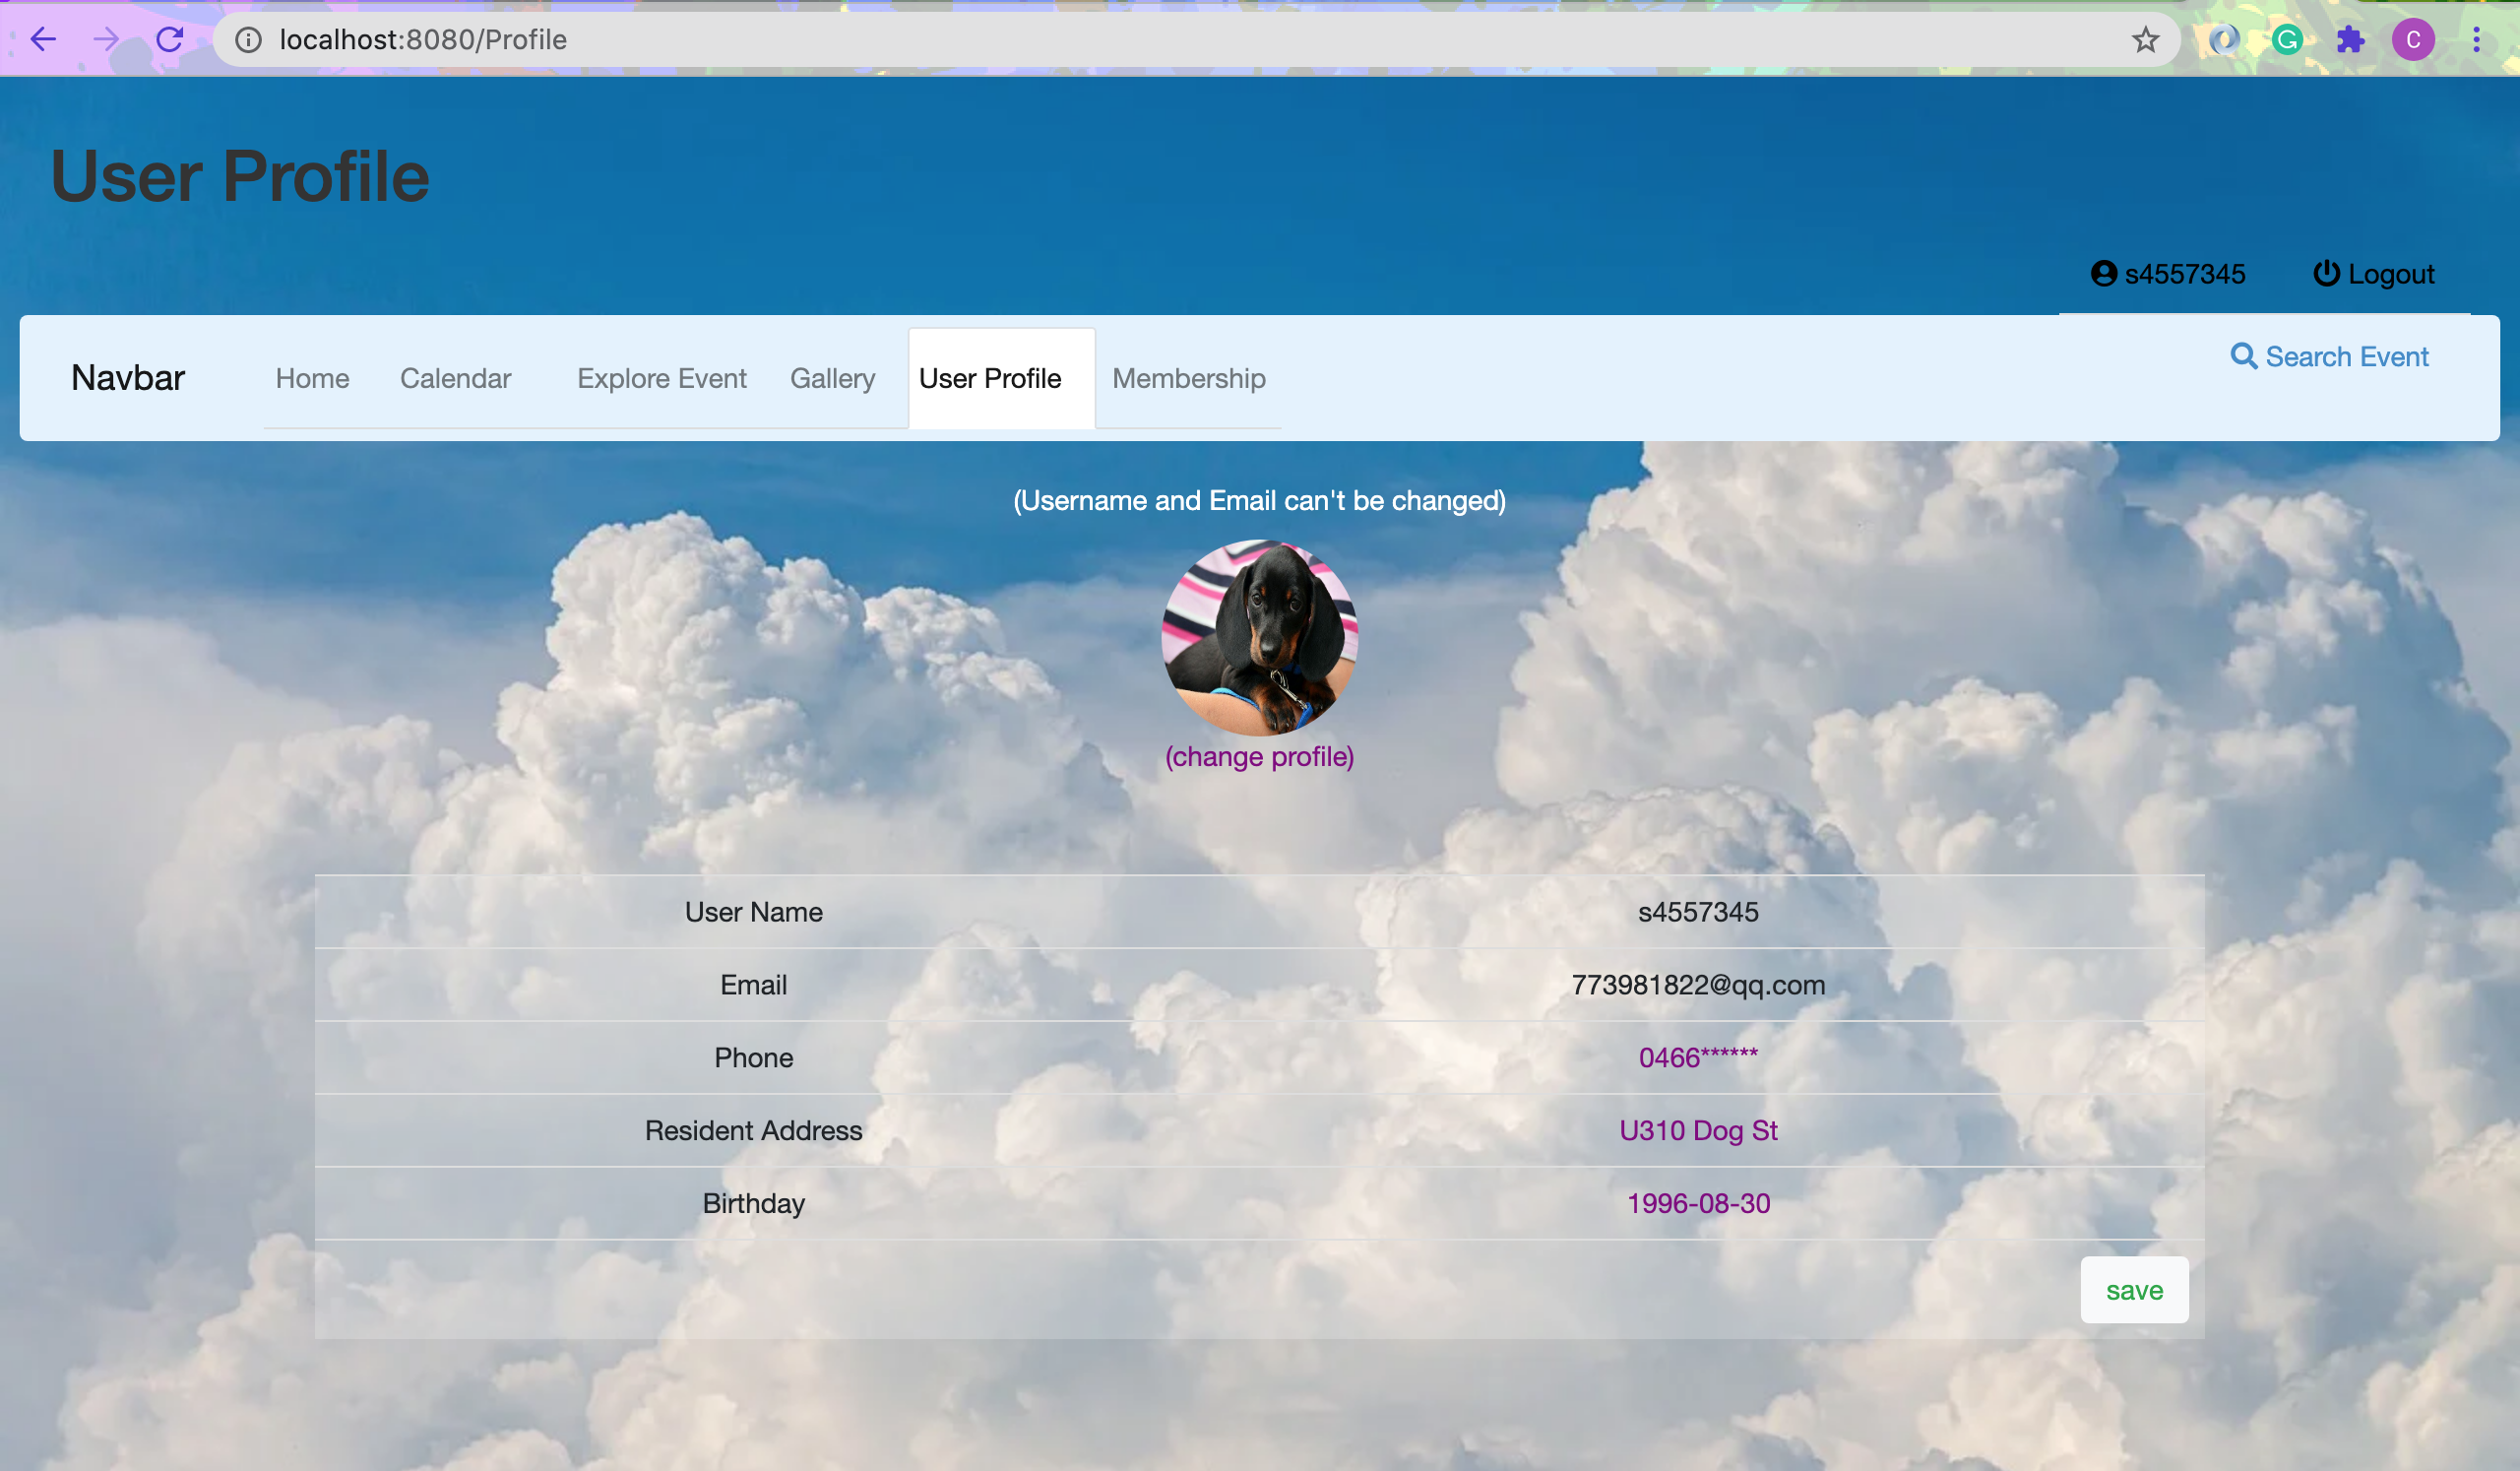 localhost:8080/Profile
C
User Profile
s4557345 Logout
Navbar Home Calendar Explore Event Gallery User Profile Membership Search Event
(Username and Email can't be changed)
(change profile)
User Name s4557345
Email 773981822@qq.com
Phone 0466******
Resident Address U310 Dog St
Birthday 1996-08-30
save